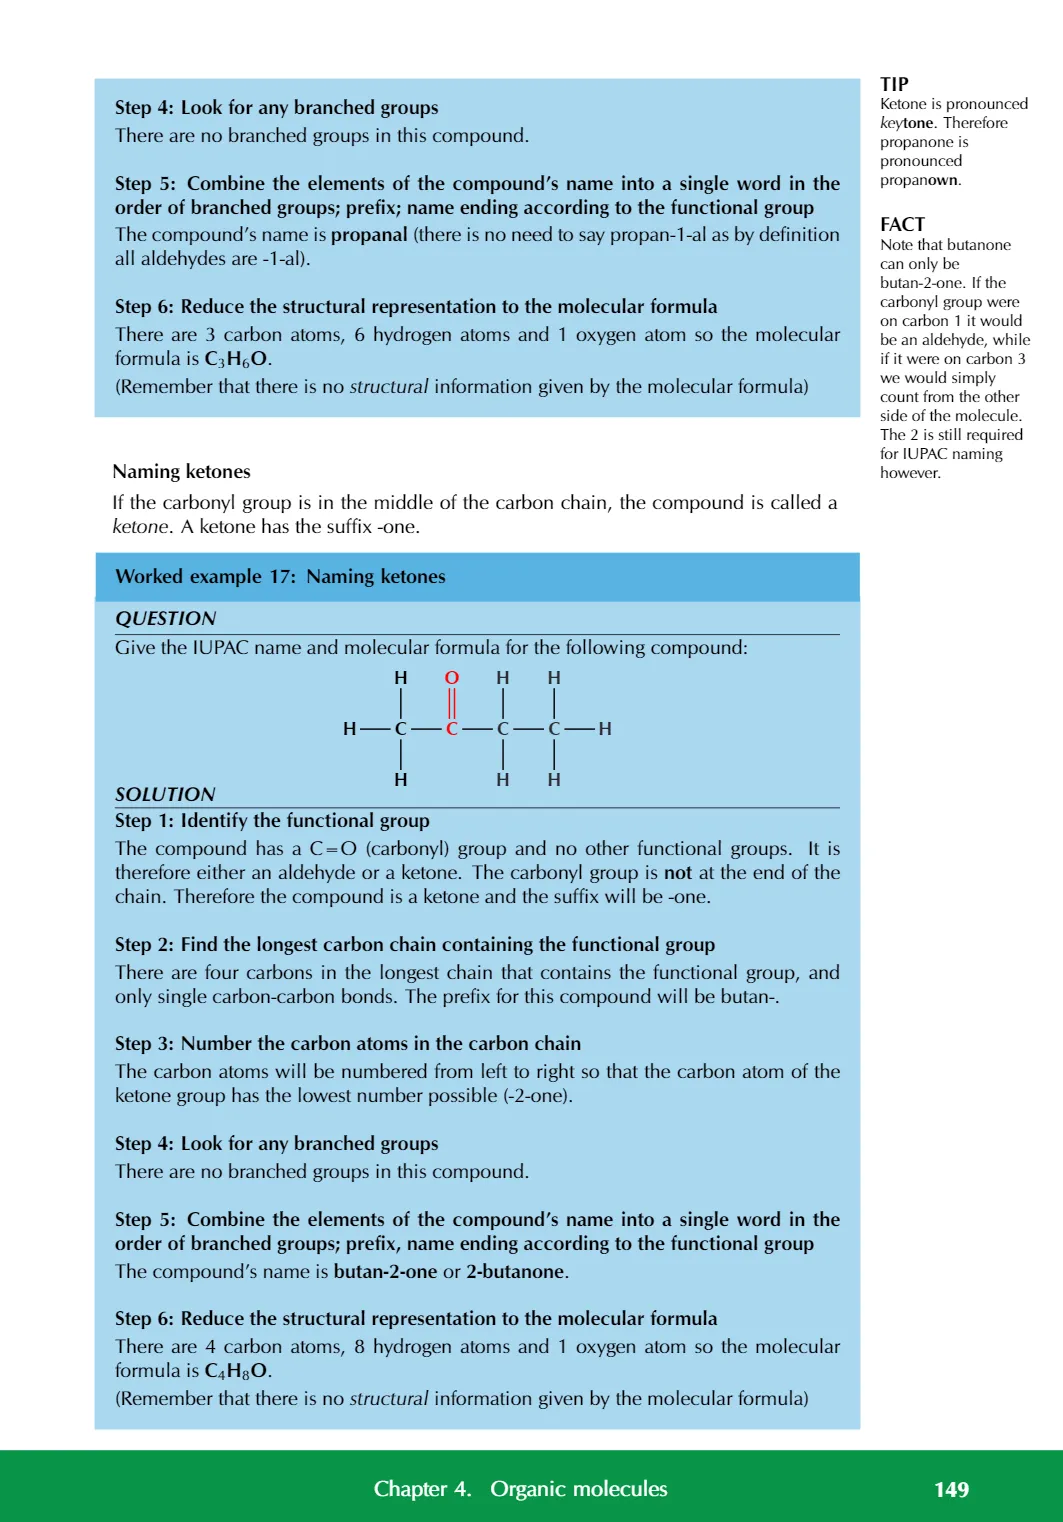 Step 4: Look for any branched groups
There are no branched groups in this compound.
Step 5: Combine the elements of the compound’s name into a single word in the
order of branched groups; prefix; name ending according to the functional group
The compound’s name is propanal (there is no need to say propan-1-al as by definition
all aldehydes are -1-al).
Step 6: Reduce the structural representation to the molecular formula
There are 3 carbon atoms, 6 hydrogen atoms and 1 oxygen atom so the molecular
formula is C₃H₆O.
(Remember that there is no structural information given by the molecular formula)
TIP
Ketone is pronounced
keytone. Therefore
propanone is
pronounced
propanown.
FACT
Note that butanone
can only be
butan-2-one. If the
carbonyl group were
on carbon 1 it would
be an aldehyde, while
if it were on carbon 3
we would simply
count from the other
side of the molecule.
The 2 is still required
for IUPAC naming
however.
Naming ketones
If the carbonyl group is in the middle of the carbon chain, the compound is called a
ketone. A ketone has the suffix -one.
Worked example 17: Naming ketones
QUESTION
Give the IUPAC name and molecular formula for the following compound:
H O H H
H C C C C H
H H H
SOLUTION
Step 1: Identify the functional group
The compound has a C=O (carbonyl) group and no other functional groups. It is
therefore either an aldehyde or a ketone. The carbonyl group is not at the end of the
chain. Therefore the compound is a ketone and the suffix will be -one.
Step 2: Find the longest carbon chain containing the functional group
There are four carbons in the longest chain that contains the functional group, and
only single carbon-carbon bonds. The prefix for this compound will be butan-.
Step 3: Number the carbon atoms in the carbon chain
The carbon atoms will be numbered from left to right so that the carbon atom of the
ketone group has the lowest number possible (-2-one).
Step 4: Look for any branched groups
There are no branched groups in this compound.
Step 5: Combine the elements of the compound’s name into a single word in the
order of branched groups; prefix, name ending according to the functional group
The compound’s name is butan-2-one or 2-butanone.
Step 6: Reduce the structural representation to the molecular formula
There are 4 carbon atoms, 8 hydrogen atoms and 1 oxygen atom so the molecular
formula is C₄H₈O.
(Remember that there is no structural information given by the molecular formula)
Chapter 4. Organic molecules 149